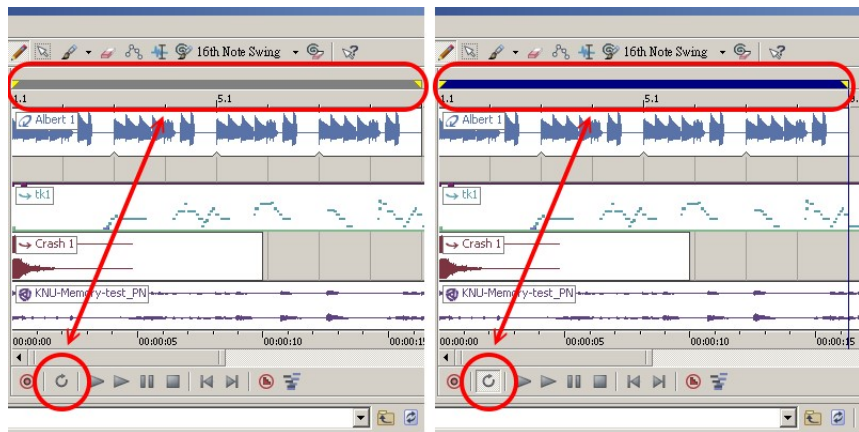 16th Note Swing
1.1 5.1
Albert 1
tk1
Crash 1
KNU-Memory-test_PN
00:00:00 00:00:05 00:00:10
16th Note Swing
1.1 5.1
Albert 1
tk1
Crash 1
KNU-Memory-test_PN
00:00:00 00:00:05 00:00:10 00:00:15